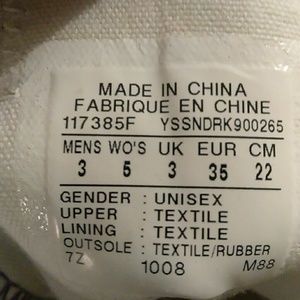 MADE IN CHINA
FABRIQUE EN CHINE
117385F YSSNDRK900265
MENS WO'S UK EUR CM
3 5 3 35 22
GENDER : UNISEX
UPPER : TEXTILE
LINING : TEXTILE
OUTSOLE : TEXTILE/RUBBER
7Z 1008 M88